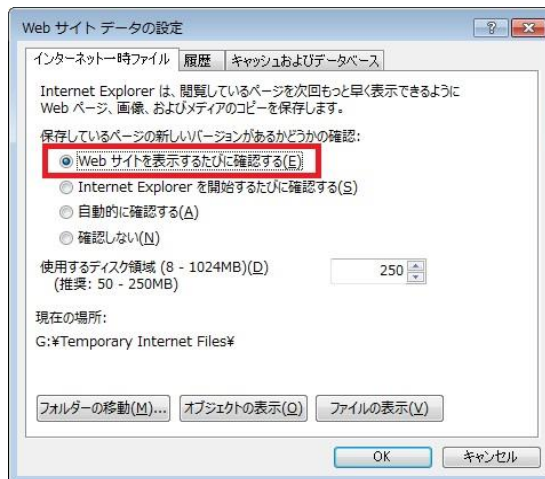 Web サイト データの設定
インターネット一時ファイル 履歴 キャッシュおよびデータベース
Internet Explorer は、閲覧しているページを次回もっと早く表示できるように
Web ページ、画像、およびメディアのコピーを保存します。
保存しているページの新しいバージョンがあるかどうかの確認:
Web サイトを表示するたびに確認する(E)
Internet Explorer を開始するたびに確認する(S)
自動的に確認する(A)
確認しない(N)
使用するディスク領域 (8 - 1024MB)(D) 250
(推奨: 50 - 250MB)
現在の場所:
G:¥Temporary Internet Files¥
フォルダーの移動(M)... オブジェクトの表示(O) ファイルの表示(V)
OK キャンセル